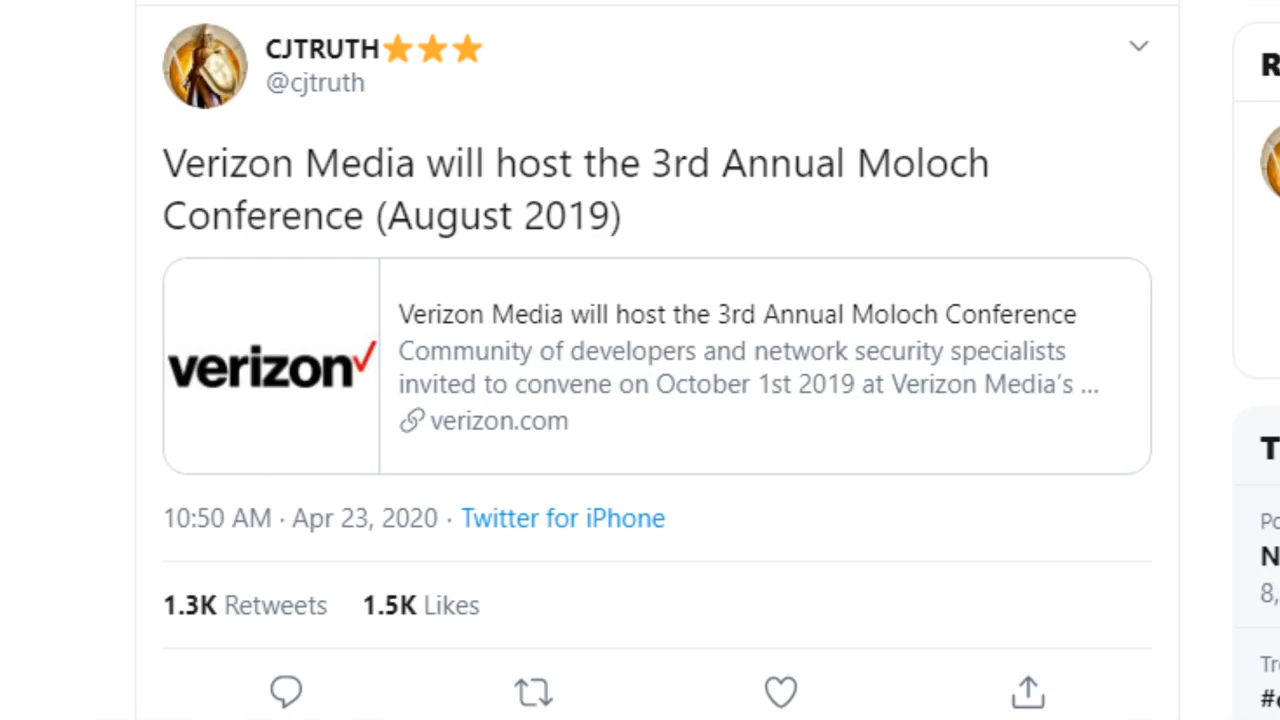 CJTRUTH⭐⭐⭐
@cjtruth
Verizon Media will host the 3rd Annual Moloch
Conference (August 2019)
verizon✓
Verizon Media will host the 3rd Annual Moloch Conference
Community of developers and network security specialists
invited to convene on October 1st 2019 at Verizon Media’s ...
verizon.com
10:50 AM · Apr 23, 2020 · Twitter for iPhone
1.3K Retweets 1.5K Likes